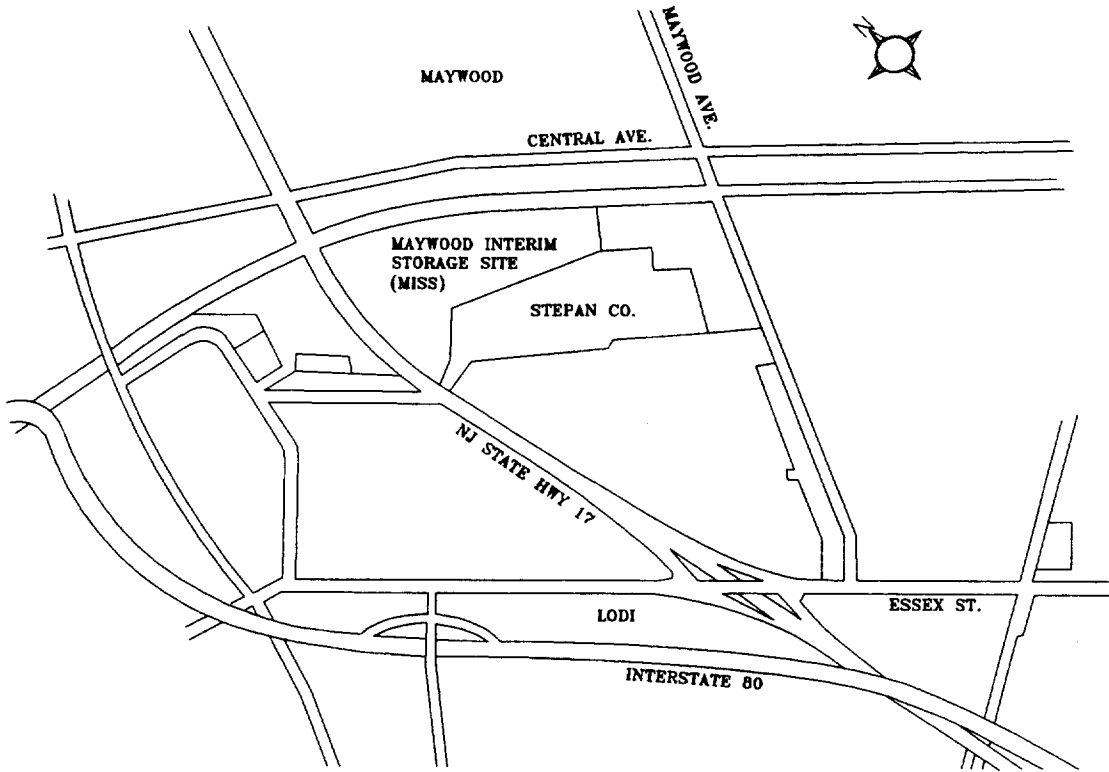 N
MAYWOOD AVE.
MAYWOOD
CENTRAL AVE.
MAYWOOD INTERIM
STORAGE SITE
(MISS)
STEPAN CO.
NJ STATE HWY 17
ESSEX ST.
LODI
INTERSTATE 80